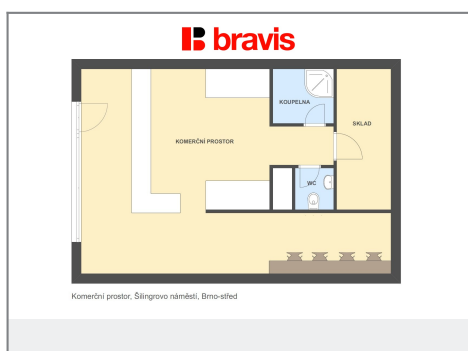 bravis
KOUPELNA
SKLAD
KOMERČNÍ PROSTOR
WC
Komerční prostor, Šilingrovo náměstí, Brno-střed